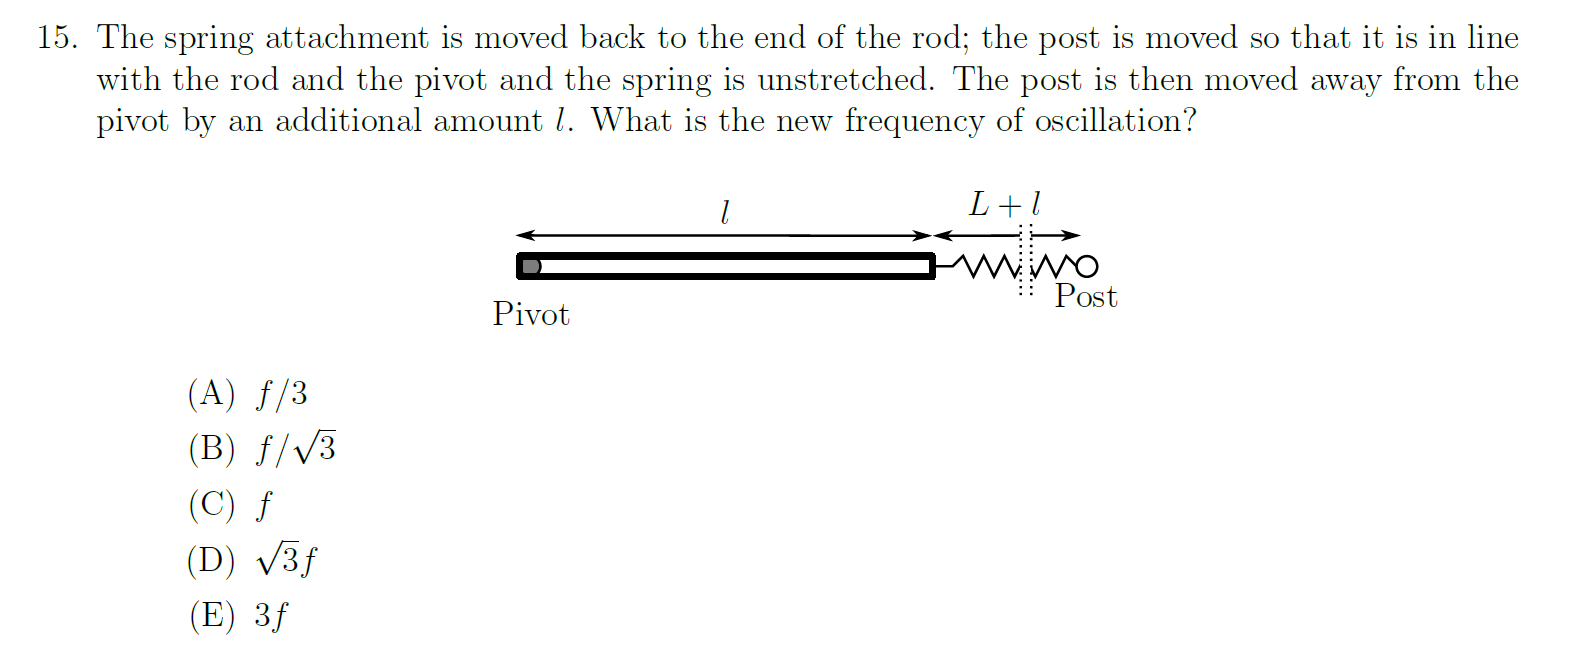 15. The spring attachment is moved back to the end of the rod; the post is moved so that it is in line
with the rod and the pivot and the spring is unstretched. The post is then moved away from the
pivot by an additional amount l. What is the new frequency of oscillation?
l
L + l
Post
Pivot
(A) f/3
(B) f/√3
(C) f
(D) √3f
(E) 3f